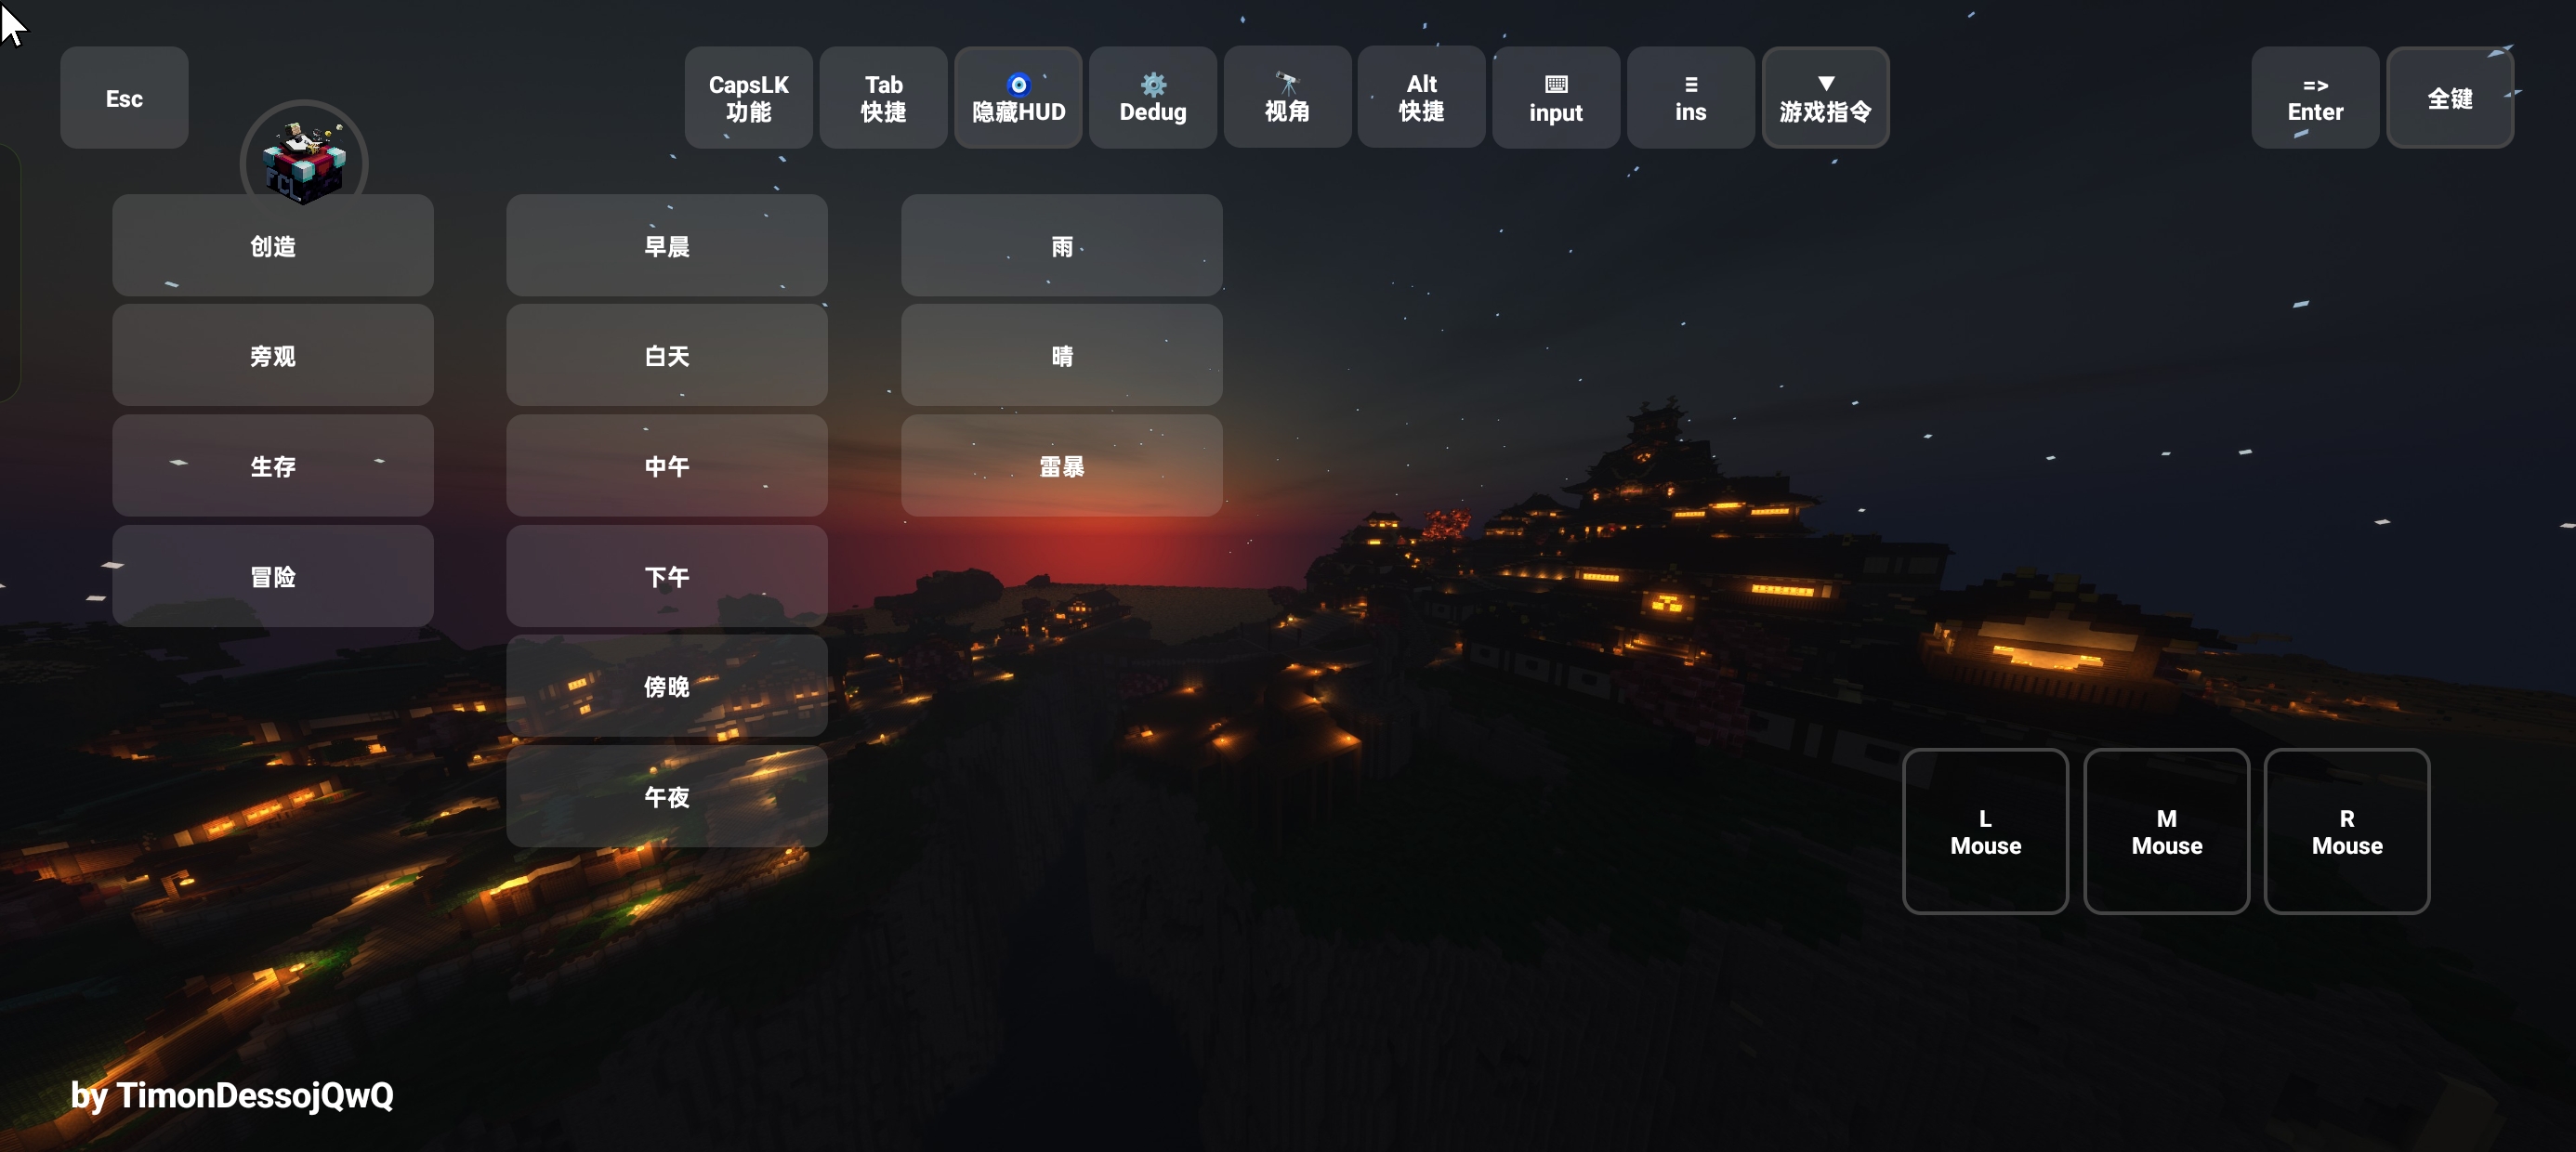 Esc
CapsLK
功能
Tab
快捷
隐藏HUD
Dedug
视角
Alt
快捷
input
ins
▼
游戏指令
=>
Enter
全键
FCL
创造
早晨
雨
旁观
白天
晴
生存
中午
雷暴
冒险
下午
傍晚
午夜
L
Mouse
M
Mouse
R
Mouse
by TimonDessojQwQ